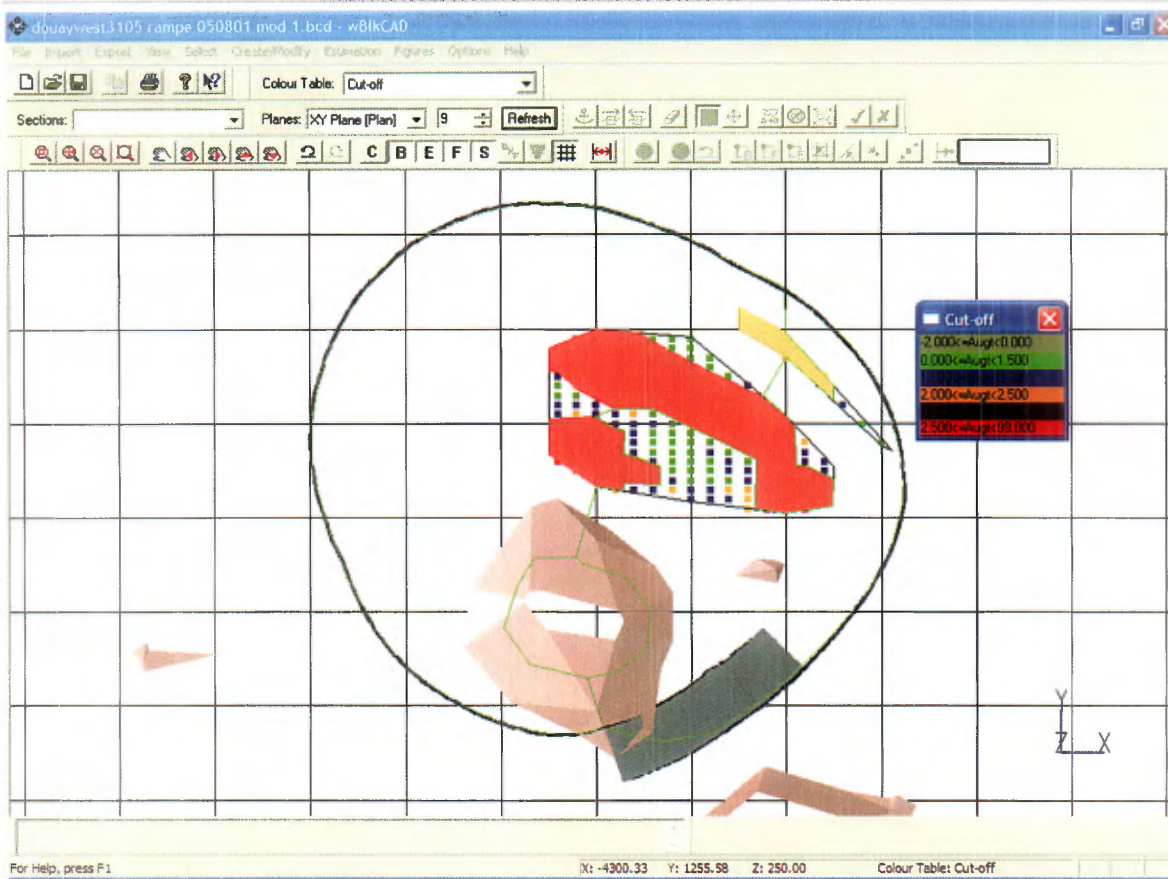 douaywest3105 rampe 050801 mod 1.bcd - wBlkCAD
File Import Export View Select Create/Modify Estimation Figures Options Help
Colour Table: Cut-off
Sections: Planes: XY Plane [Plan] 9 Refresh
C B E F S
Cut-off
-2.000<=Augt<0.000
0.000<=Augt<1.500
2.000<=Augt<2.500
2.500<=Augt<99.000
Y
Z X
For Help, press F1 X: -4300.33 Y: 1255.58 Z: 250.00 Colour Table: Cut-off